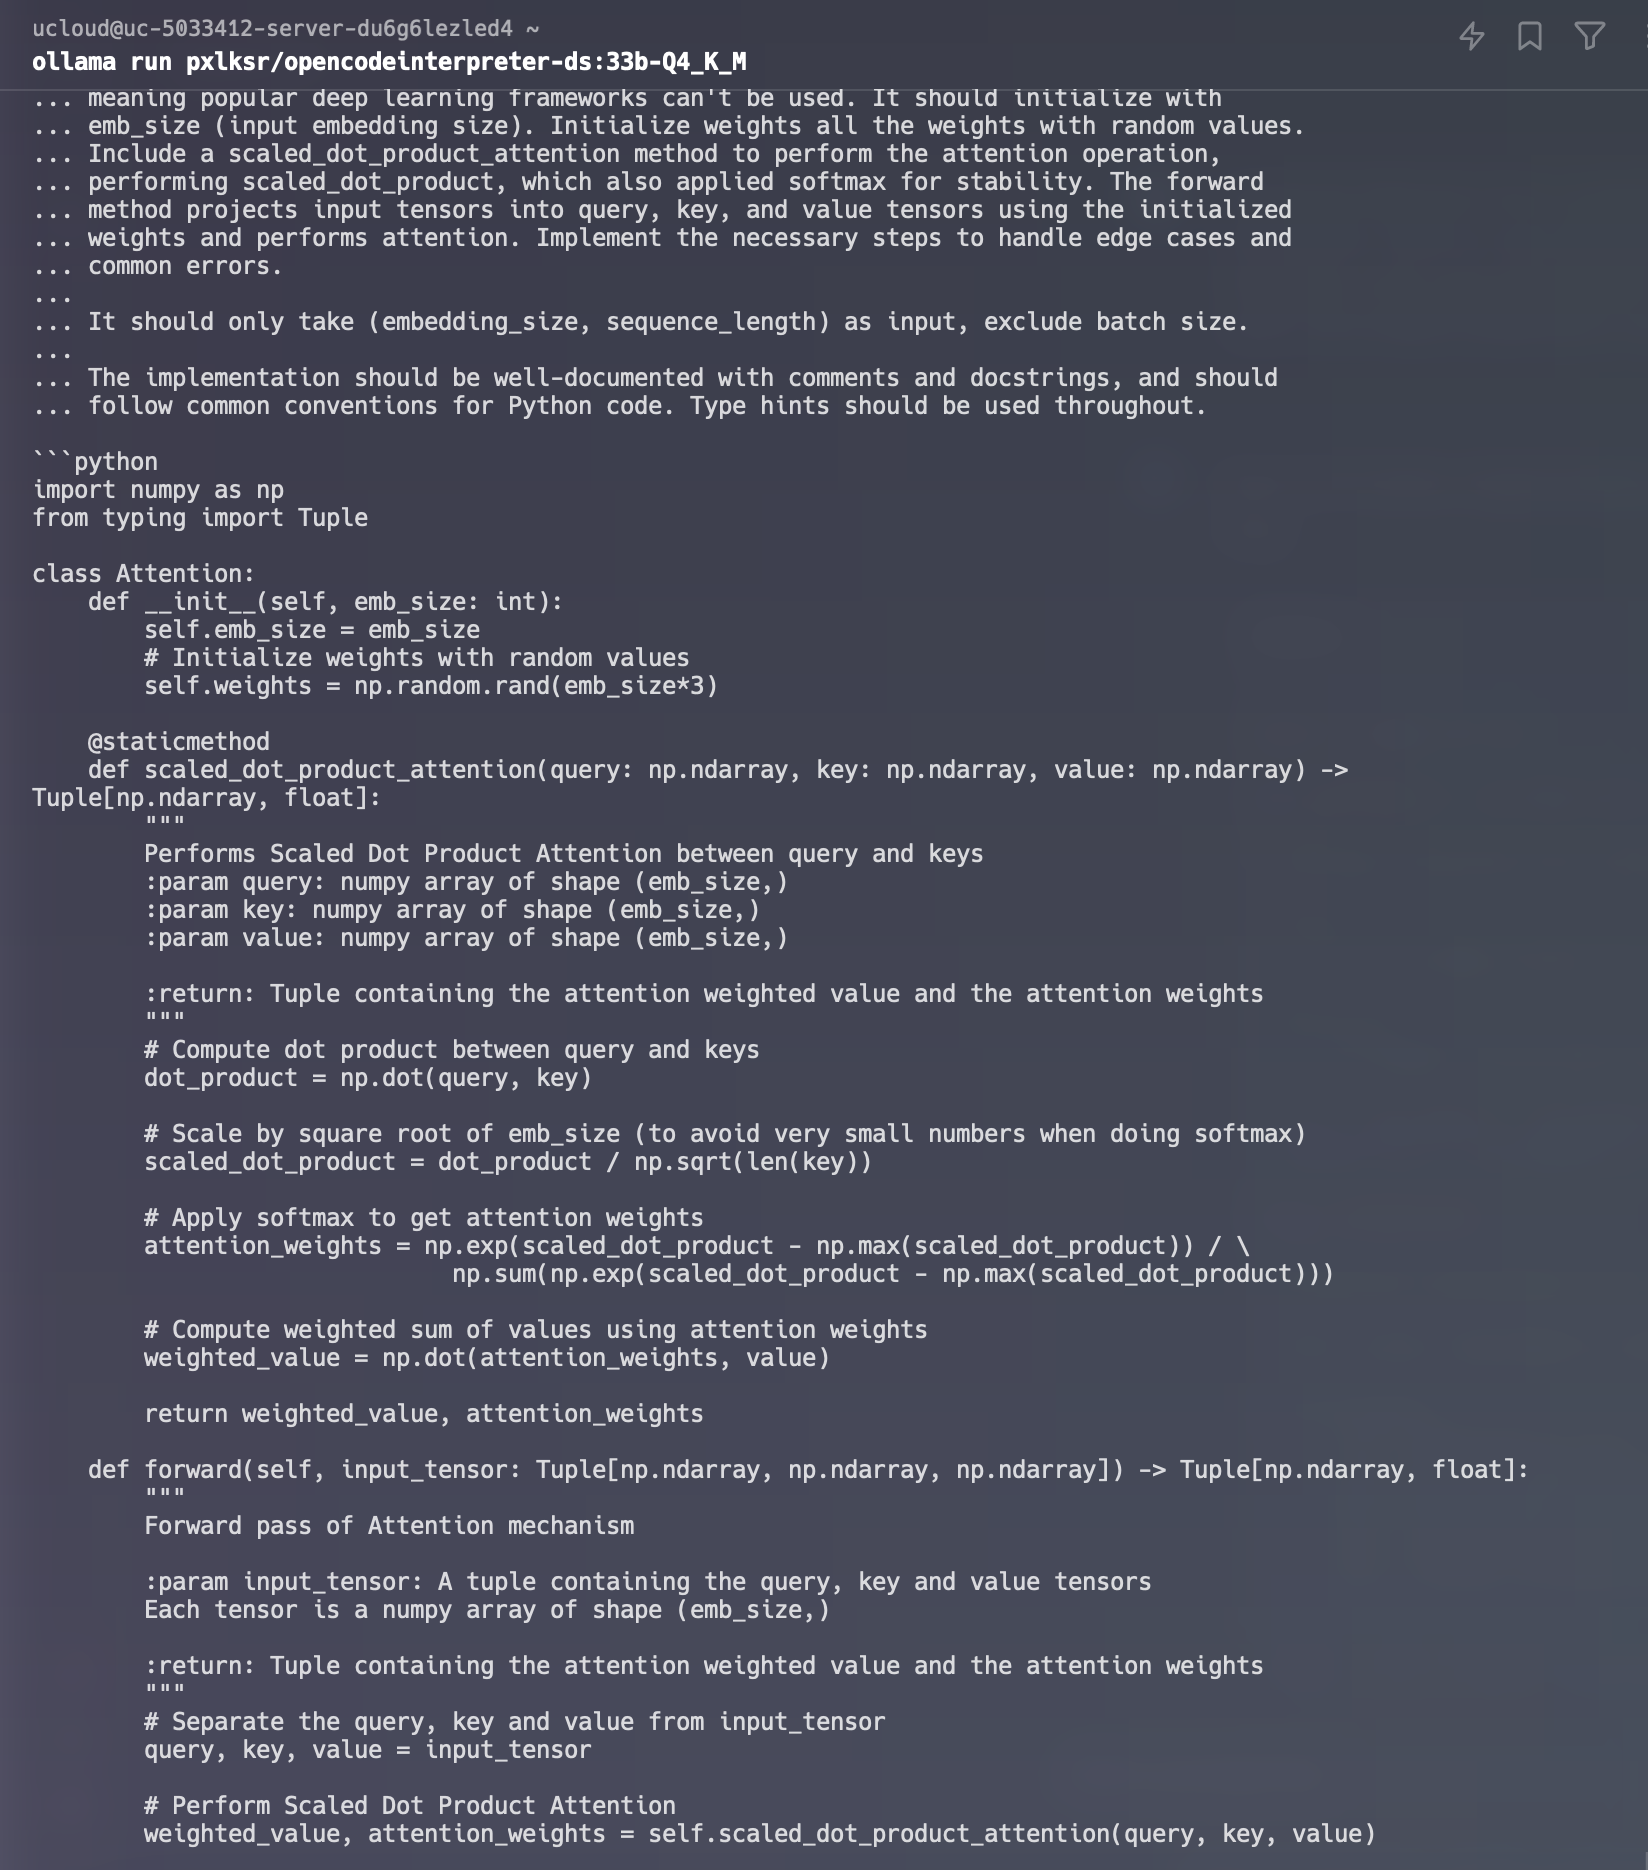 ucloud@uc-5033412-server-du6g6lezled4 ~
ollama run pxlksr/opencodeinterpreter-ds:33b-Q4_K_M
... meaning popular deep learning frameworks can't be used. It should initialize with
... emb_size (input embedding size). Initialize weights all the weights with random values.
... Include a scaled_dot_product_attention method to perform the attention operation,
... performing scaled_dot_product, which also applied softmax for stability. The forward
... method projects input tensors into query, key, and value tensors using the initialized
... weights and performs attention. Implement the necessary steps to handle edge cases and
... common errors.
...
... It should only take (embedding_size, sequence_length) as input, exclude batch size.
...
... The implementation should be well-documented with comments and docstrings, and should
... follow common conventions for Python code. Type hints should be used throughout.

```python
import numpy as np
from typing import Tuple

class Attention:
    def __init__(self, emb_size: int):
        self.emb_size = emb_size
        # Initialize weights with random values
        self.weights = np.random.rand(emb_size*3)

    @staticmethod
    def scaled_dot_product_attention(query: np.ndarray, key: np.ndarray, value: np.ndarray) ->
Tuple[np.ndarray, float]:
        """
        Performs Scaled Dot Product Attention between query and keys
        :param query: numpy array of shape (emb_size,)
        :param key: numpy array of shape (emb_size,)
        :param value: numpy array of shape (emb_size,)

        :return: Tuple containing the attention weighted value and the attention weights
        """
        # Compute dot product between query and keys
        dot_product = np.dot(query, key)

        # Scale by square root of emb_size (to avoid very small numbers when doing softmax)
        scaled_dot_product = dot_product / np.sqrt(len(key))

        # Apply softmax to get attention weights
        attention_weights = np.exp(scaled_dot_product - np.max(scaled_dot_product)) / \
                              np.sum(np.exp(scaled_dot_product - np.max(scaled_dot_product)))

        # Compute weighted sum of values using attention weights
        weighted_value = np.dot(attention_weights, value)

        return weighted_value, attention_weights

    def forward(self, input_tensor: Tuple[np.ndarray, np.ndarray, np.ndarray]) -> Tuple[np.ndarray, float]:
        """
        Forward pass of Attention mechanism

        :param input_tensor: A tuple containing the query, key and value tensors
        Each tensor is a numpy array of shape (emb_size,)

        :return: Tuple containing the attention weighted value and the attention weights
        """
        # Separate the query, key and value from input_tensor
        query, key, value = input_tensor

        # Perform Scaled Dot Product Attention
        weighted_value, attention_weights = self.scaled_dot_product_attention(query, key, value)